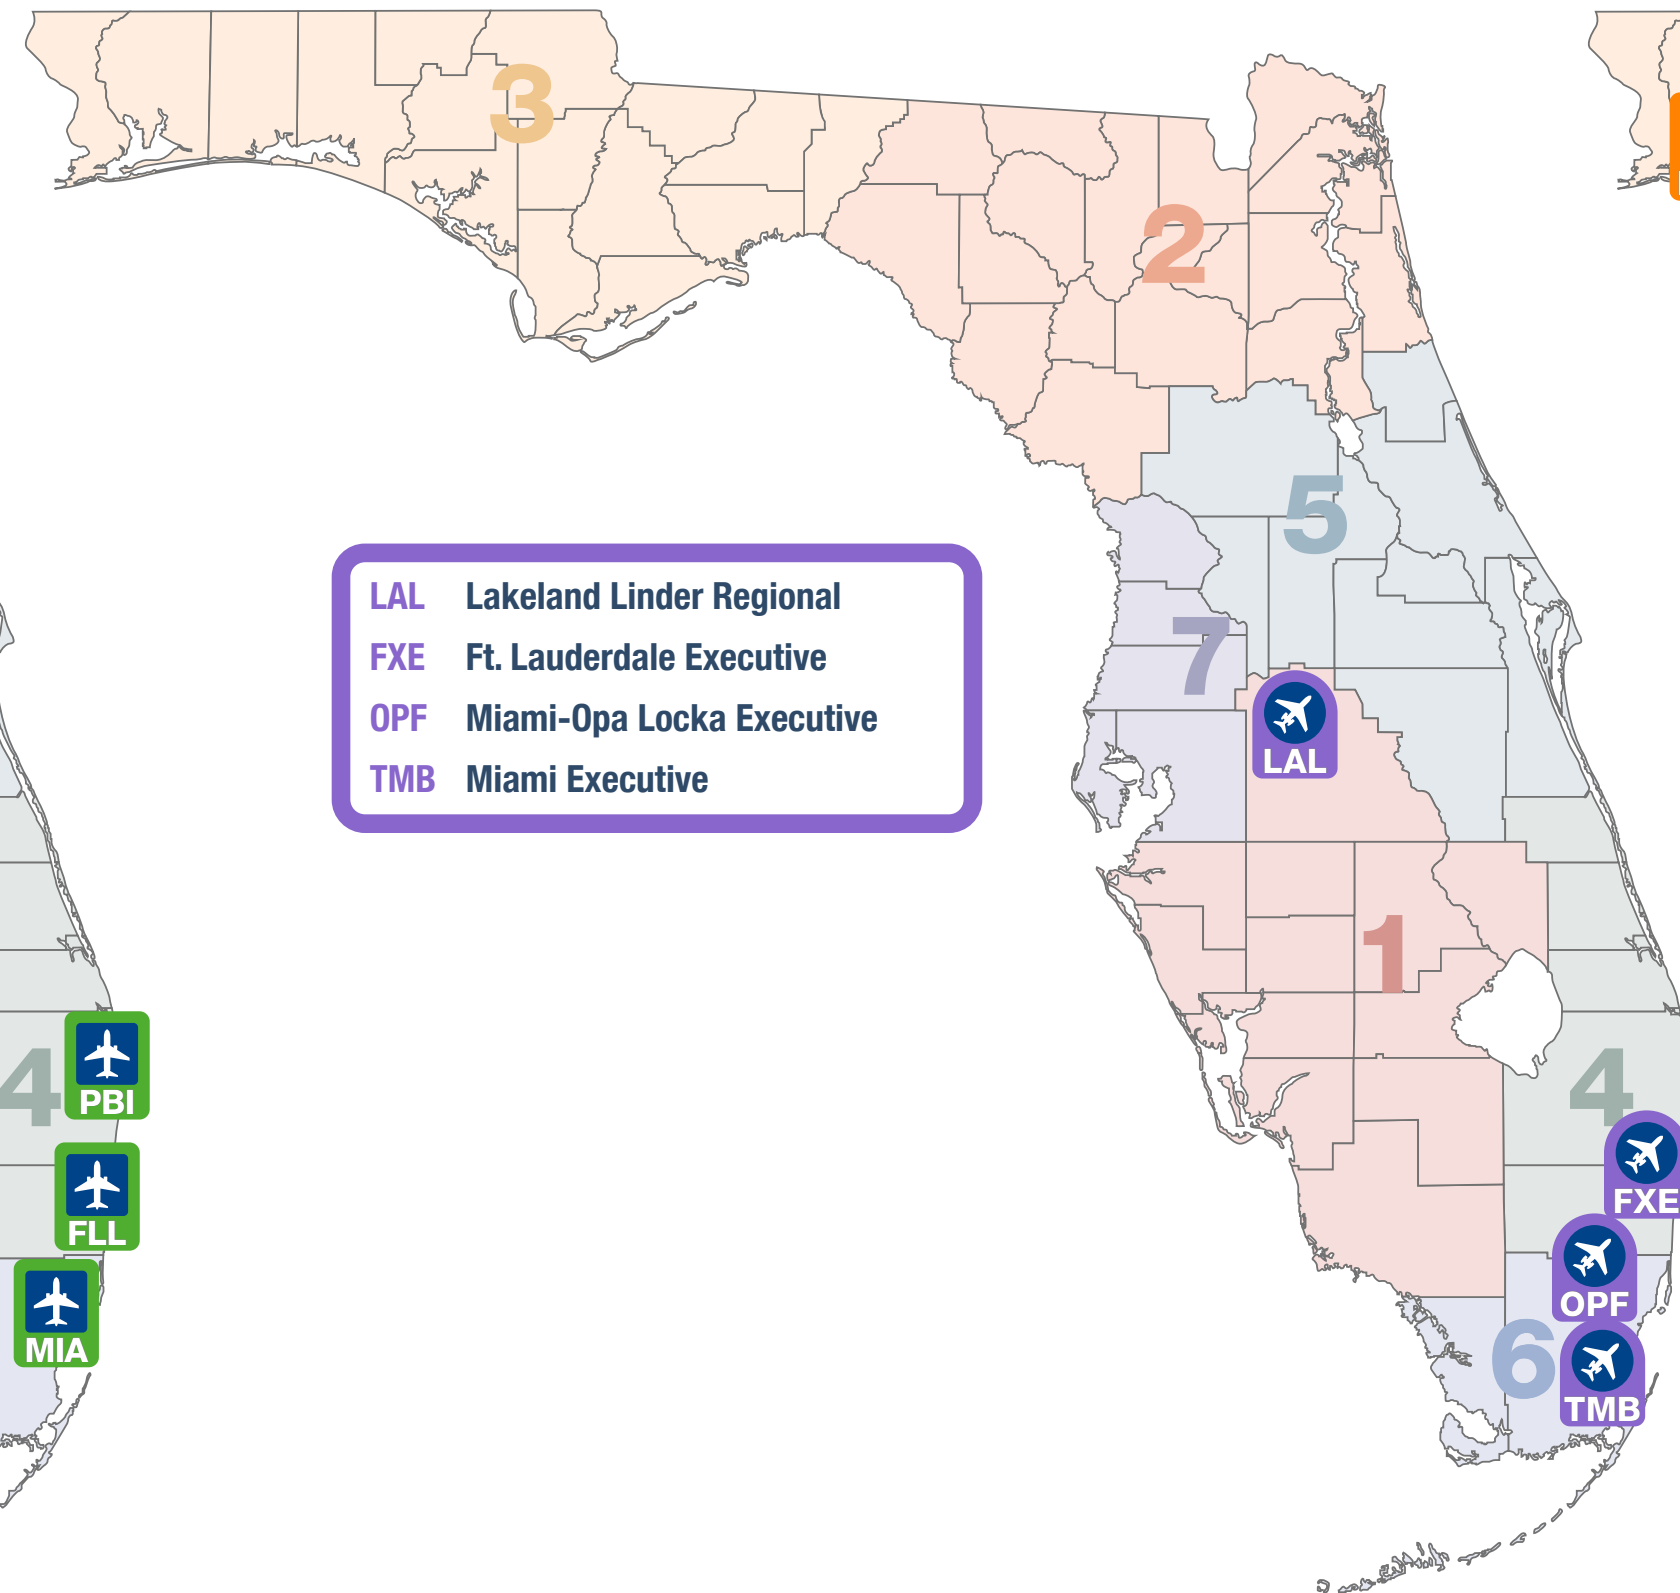 3
2
5
LAL Lakeland Linder Regional
FXE Ft. Lauderdale Executive
OPF Miami-Opa Locka Executive
TMB Miami Executive
7
LAL
1
4
PBI
FLL
MIA
4
FXE
OPF
6
TMB